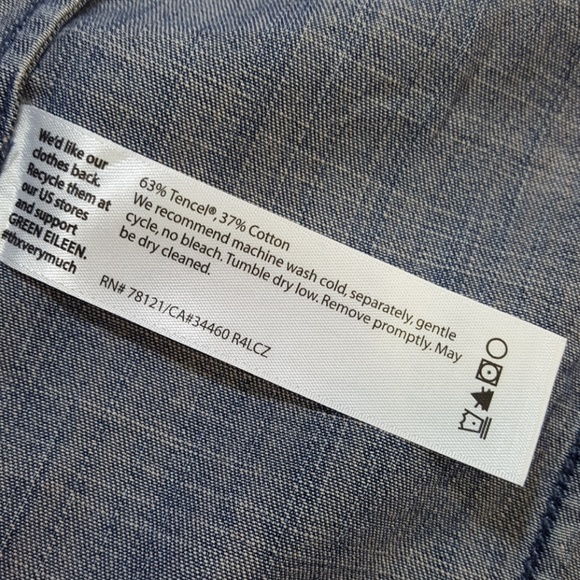 We'd like our
clothes back.
Recycle them at
our US stores
and support
GREEN EILEEN.
#thxverymuch
63% Tencel®, 37% Cotton
We recommend machine wash cold, separately, gentle
cycle, no bleach. Tumble dry low. Remove promptly. May
be dry cleaned.
RN# 78121/CA#34460 R4LCZ